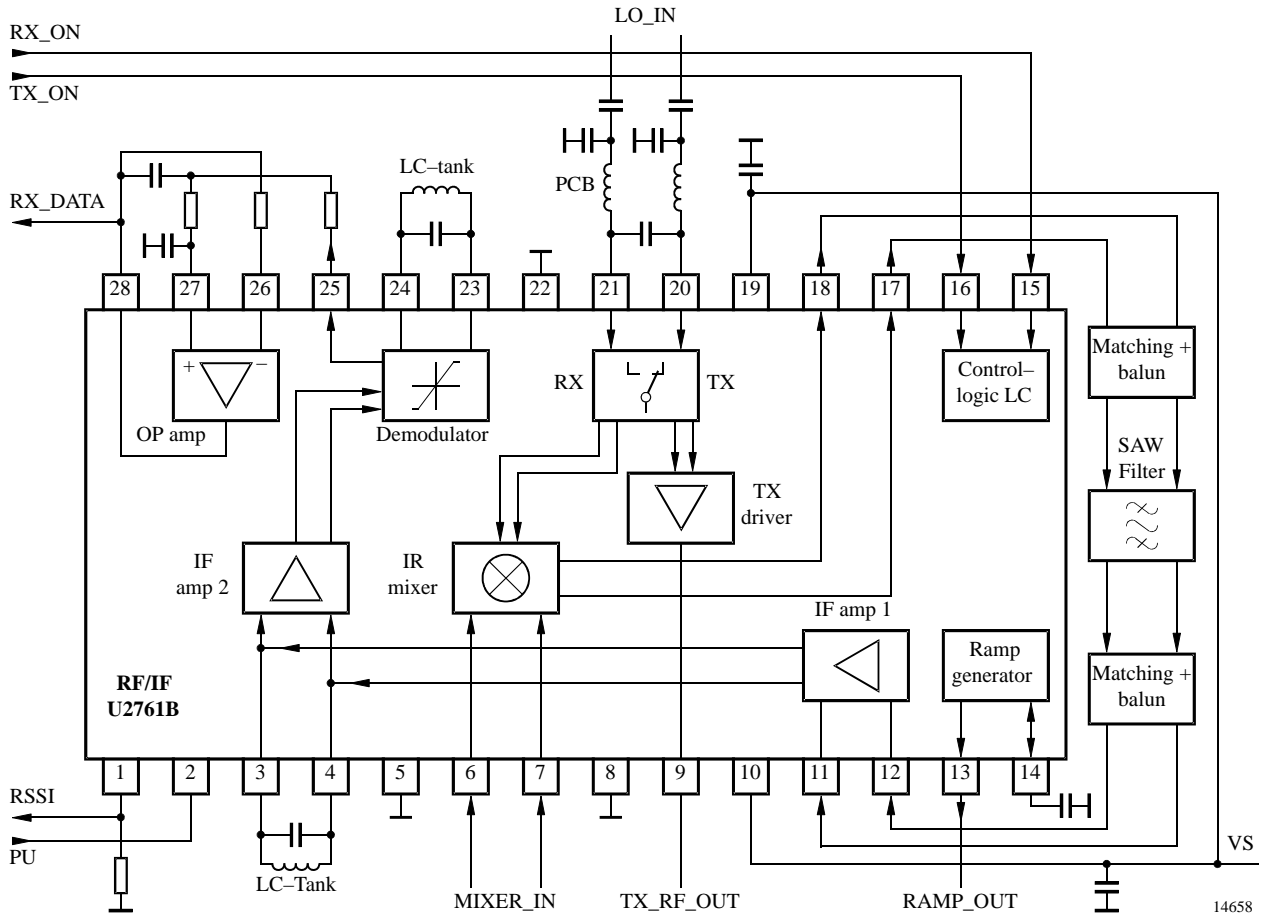 LO_IN
RX_ON
TX_ON
LC–tank
PCB
RX_DATA
28 27 26 25 24 23 22 21 20 19 18 17 16 15
+ –
OP amp
Demodulator
RX
TX
Control–
logic LC
Matching +
balun
SAW
Filter
TX
driver
IF
amp 2
IR
mixer
IF amp 1
Ramp
generator
Matching +
balun
RF/IF
U2761B
1 2 3 4 5 6 7 8 9 10 11 12 13 14
RSSI
PU
VS
LC–Tank
MIXER_IN
TX_RF_OUT
RAMP_OUT
14658